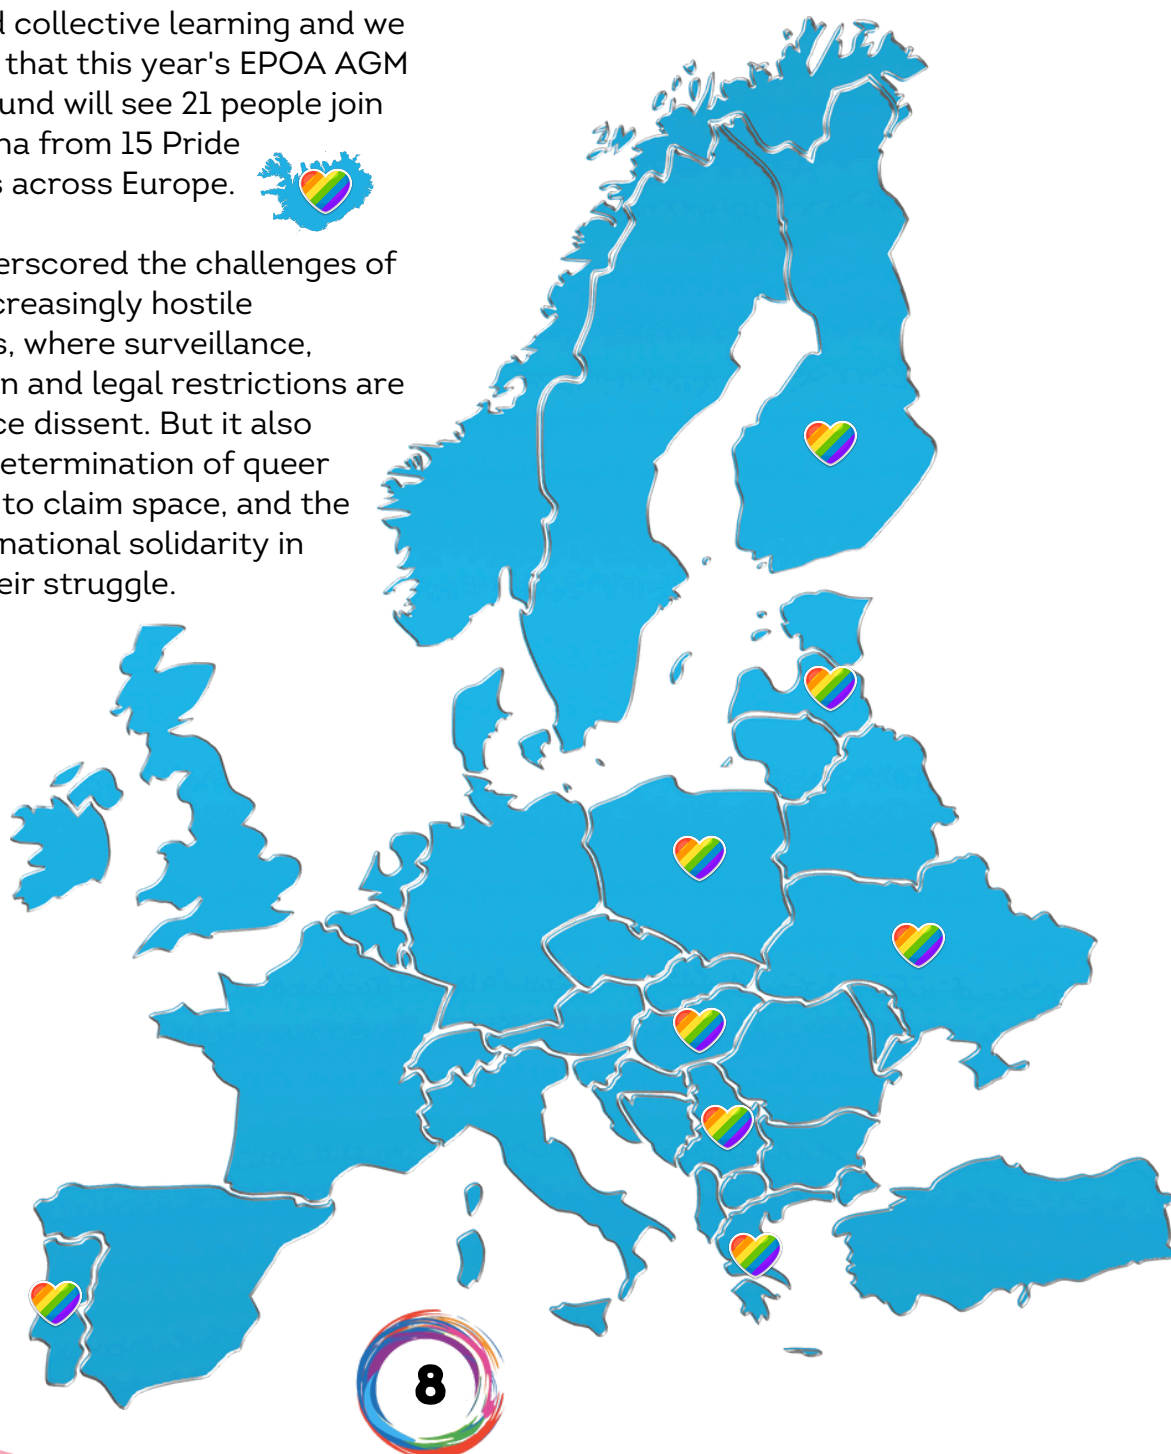 d collective learning and we
that this year's EPOA AGM
und will see 21 people join
na from 15 Pride
s across Europe.
erscored the challenges of
creasingly hostile
s, where surveillance,
n and legal restrictions are
ce dissent. But it also
etermination of queer
to claim space, and the
national solidarity in
eir struggle.
8